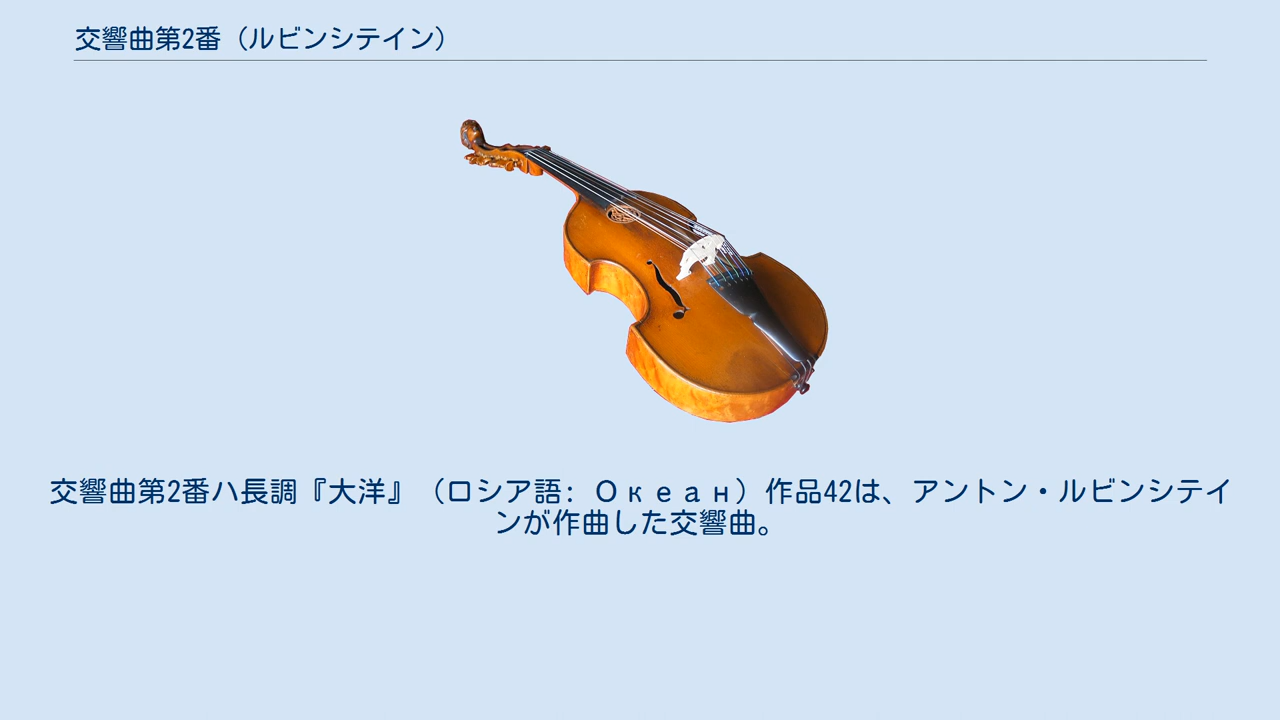 交響曲第2番（ルビンシテイン）
交響曲第2番ハ長調『大洋』（ロシア語: Океан）作品42は、アントン・ルビンシテイ
ンが作曲した交響曲。